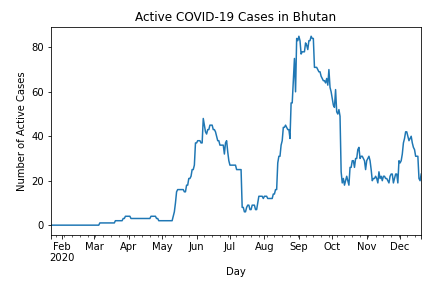 Active COVID-19 Cases in Bhutan
Number of Active Cases
80
60
40
20
0
Feb Mar Apr May Jun Jul Aug Sep Oct Nov Dec
2020
Day